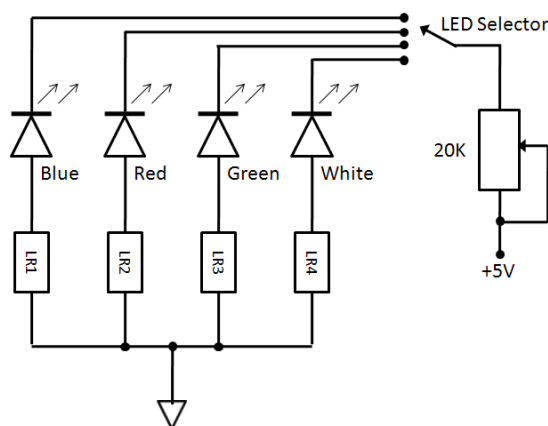 LED Selector
Blue
Red
Green
White
20K
LR1
LR2
LR3
LR4
+5V